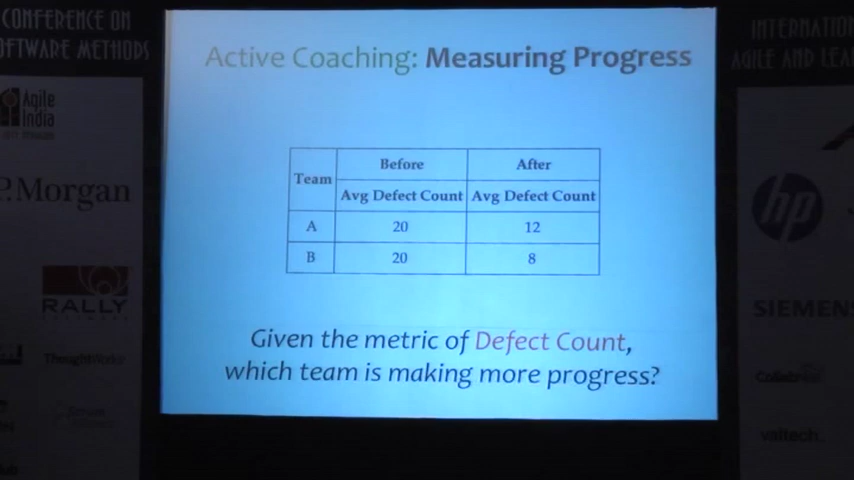 CONFERENCE ON
SOFTWARE METHODS
INTERNATIO
AGILE AND LEA
Active Coaching: Measuring Progress
Agile
India
P.Morgan
hp
RALLY
SIEMENS
ThoughtWorks
valtech
Team Before After
Avg Defect Count Avg Defect Count
A 20 12
B 20 8
Given the metric of Defect Count,
which team is making more progress?